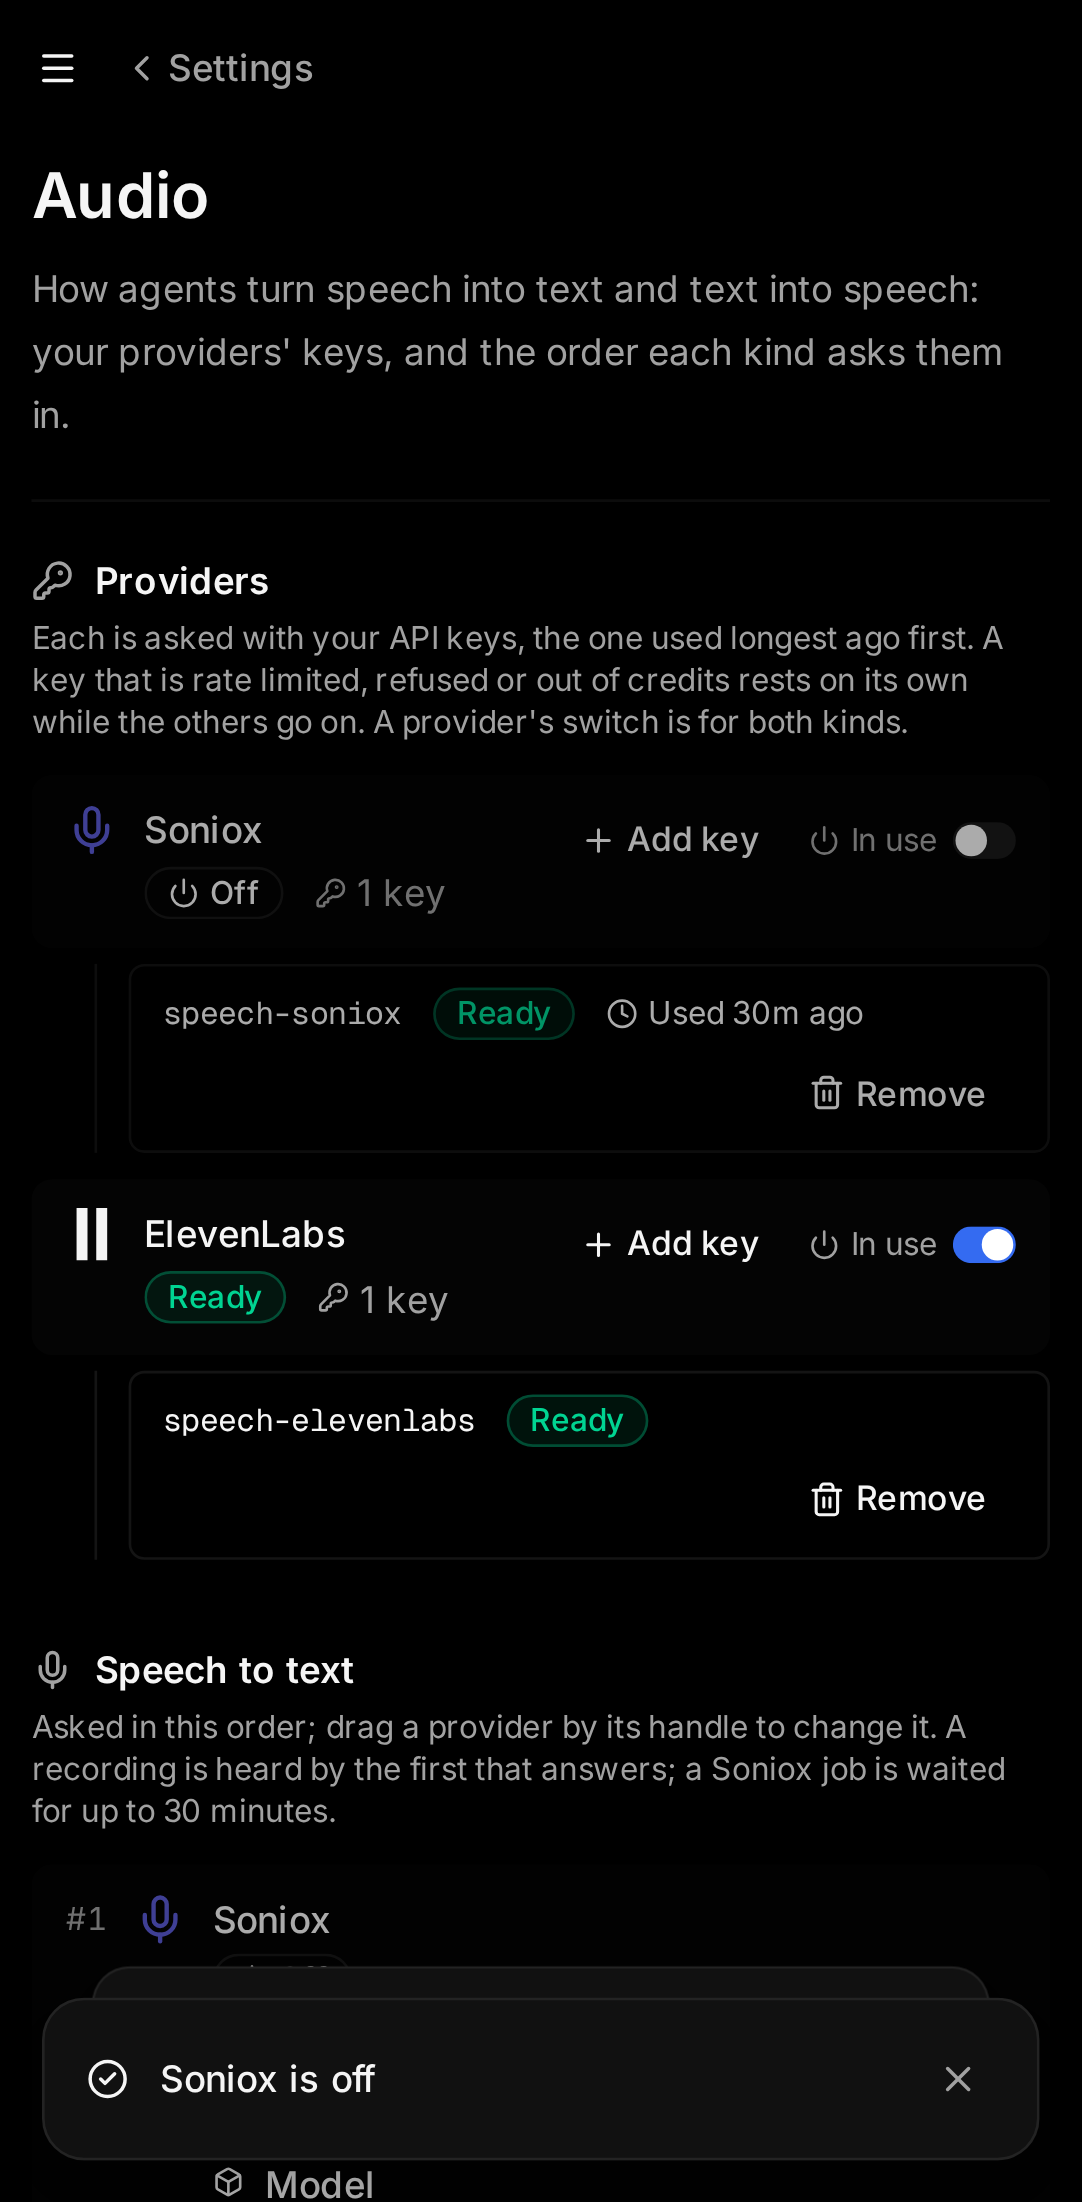 Settings
Audio
How agents turn speech into text and text into speech:
your providers' keys, and the order each kind asks them
in.
Providers
Each is asked with your API keys, the one used longest ago first. A
key that is rate limited, refused or out of credits rests on its own
while the others go on. A provider's switch is for both kinds.
Soniox
Add key
In use
Off
1 key
speech-soniox
Ready
Used 30m ago
Remove
ElevenLabs
Add key
In use
Ready
1 key
speech-elevenlabs
Ready
Remove
Speech to text
Asked in this order; drag a provider by its handle to change it. A
recording is heard by the first that answers; a Soniox job is waited
for up to 30 minutes.
#1
Soniox
Soniox is off
Model